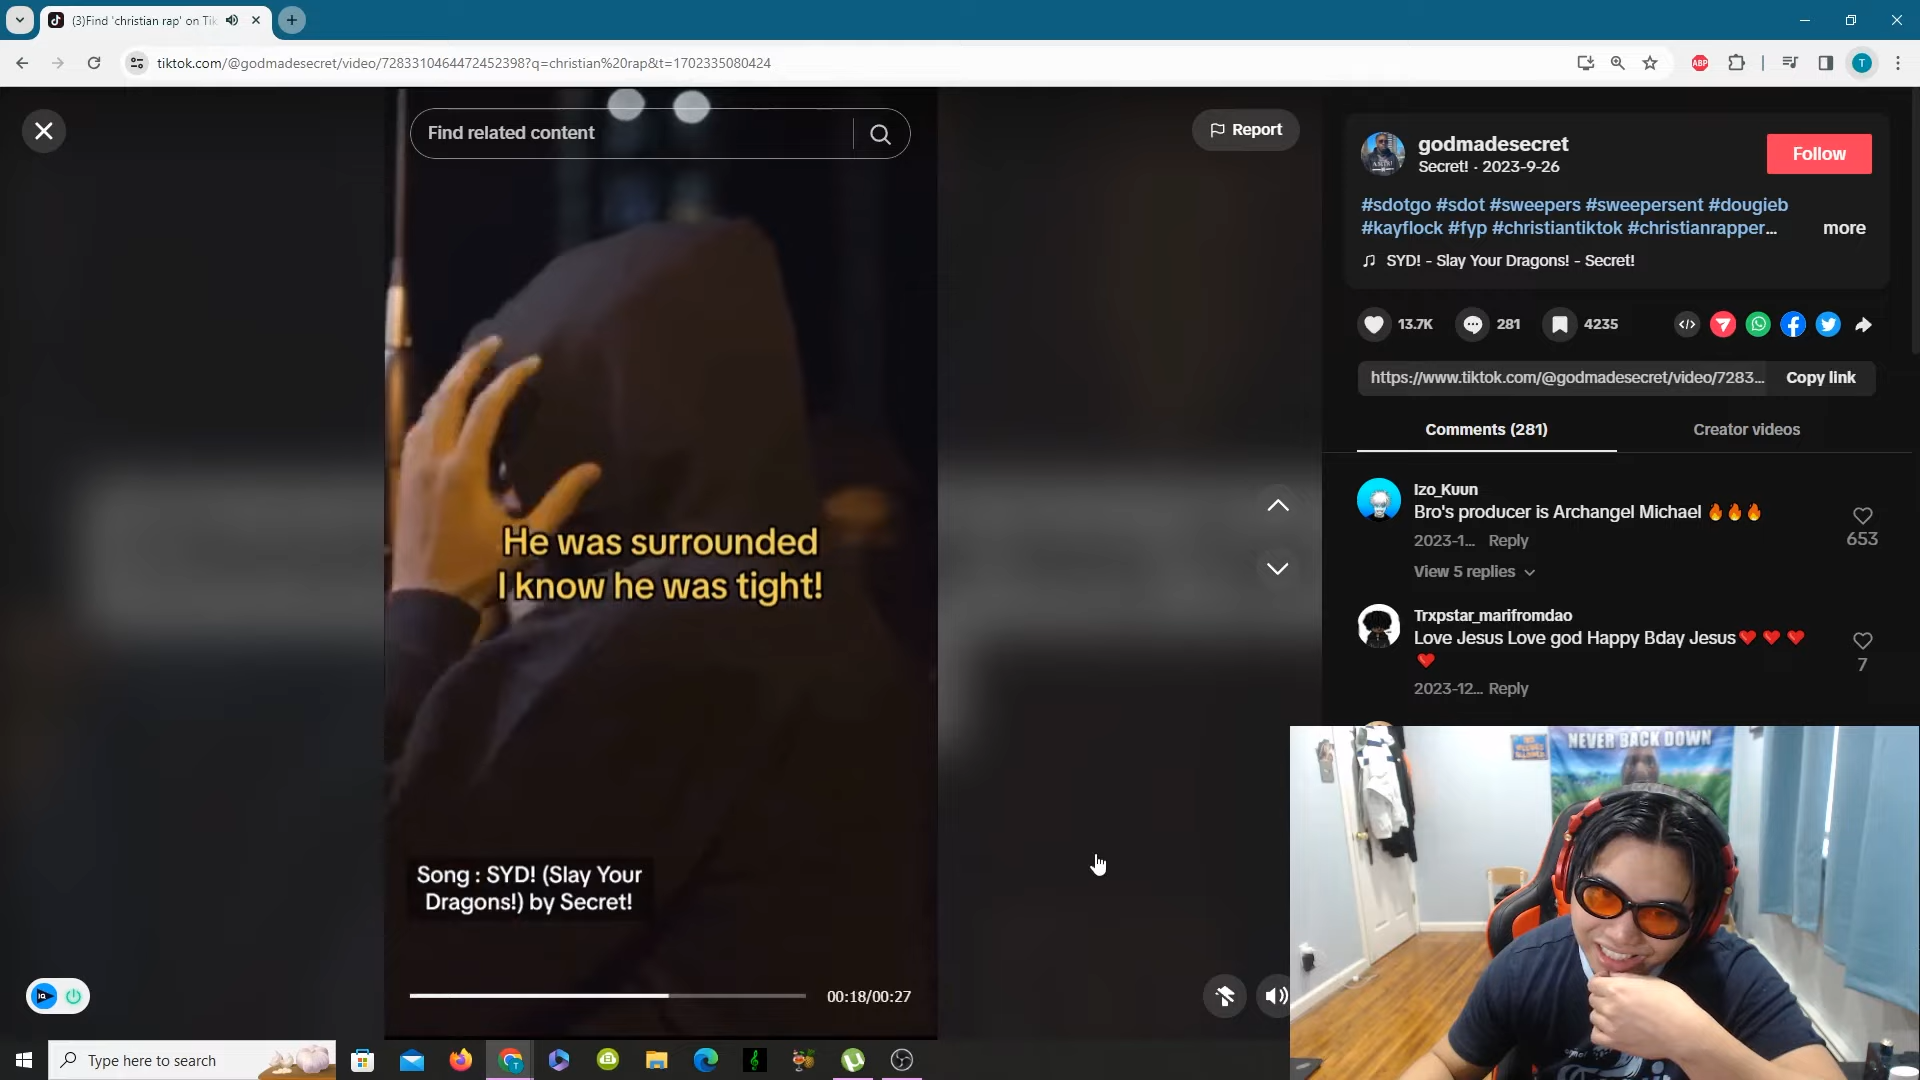 (3)Find 'christian rap' on Tik
tiktok.com/@godmadesecret/video/7283310464472452398?q=christian%20rap&t=1702335080424
ABP
T
Find related content
Report
godmadesecret
Secret! · 2023-9-26
Follow
#sdotgo #sdot #sweepers #sweepersent #dougieb
#kayflock #fyp #christiantiktok #christianrapper... more
SYD! - Slay Your Dragons! - Secret!
13.7K
281
4235
https://www.tiktok.com/@godmadesecret/video/7283...
Copy link
Comments (281)
Creator videos
Izo_Kuun
Bro's producer is Archangel Michael 🔥🔥🔥
653
2023-1... Reply
View 5 replies
Trxpstar_marifromdao
Love Jesus Love god Happy Bday Jesus❤️ ❤️ ❤️
❤️
7
2023-12... Reply
He was surrounded
I know he was tight!
Song : SYD! (Slay Your
Dragons!) by Secret!
00:18/00:27
NEVER BACK DOWN
Type here to search